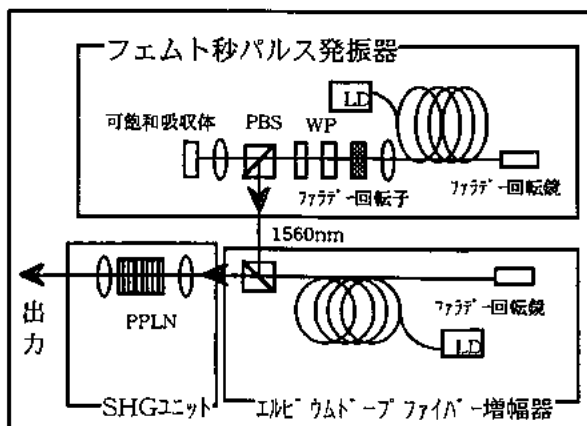 フェムト秒パルス発振器
LD
可飽和吸収体
PBS
WP
ファラデー回転子
ファラデー回転鏡
1560nm
出力
PPLN
ファラデー回転鏡
LD
SHGユニット
エルビウムドープファイバー増幅器